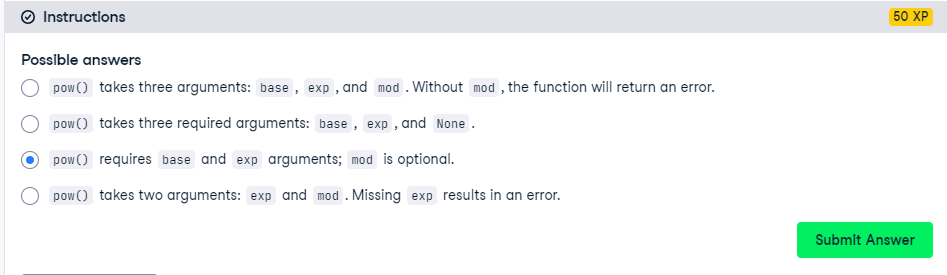 Instructions
50 XP
Possible answers
pow() takes three arguments: base, exp, and mod. Without mod, the function will return an error.
pow() takes three required arguments: base, exp, and None.
pow() requires base and exp arguments; mod is optional.
pow() takes two arguments: exp and mod. Missing exp results in an error.
Submit Answer